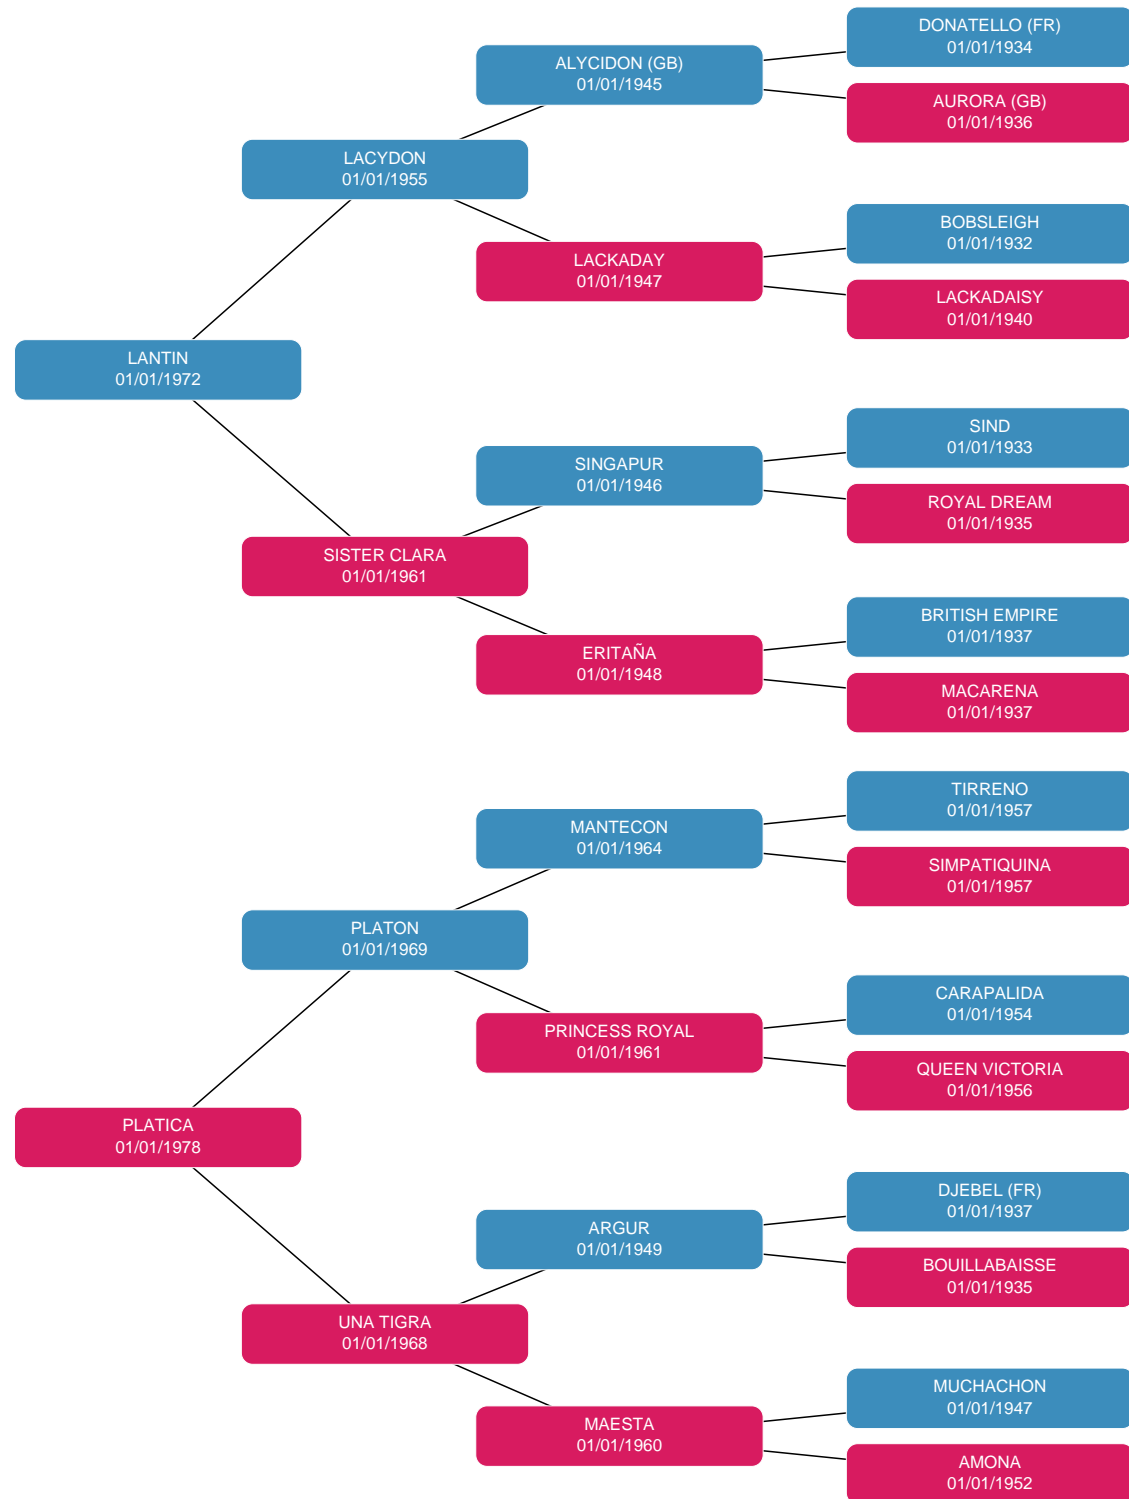 DONATELLO (FR)
01/01/1934
ALYCIDON (GB)
01/01/1945
AURORA (GB)
01/01/1936
LACYDON
01/01/1955
BOBSLEIGH
01/01/1932
LACKADAY
01/01/1947
LACKADAISY
01/01/1940
LANTIN
01/01/1972
SIND
01/01/1933
SINGAPUR
01/01/1946
ROYAL DREAM
01/01/1935
SISTER CLARA
01/01/1961
BRITISH EMPIRE
01/01/1937
ERITAÑA
01/01/1948
MACARENA
01/01/1937
TIRRENO
01/01/1957
MANTECON
01/01/1964
SIMPATIQUINA
01/01/1957
PLATON
01/01/1969
CARAPALIDA
01/01/1954
PRINCESS ROYAL
01/01/1961
QUEEN VICTORIA
01/01/1956
PLATICA
01/01/1978
DJEBEL (FR)
01/01/1937
ARGUR
01/01/1949
BOUILLABAISSE
01/01/1935
UNA TIGRA
01/01/1968
MUCHACHON
01/01/1947
MAESTA
01/01/1960
AMONA
01/01/1952